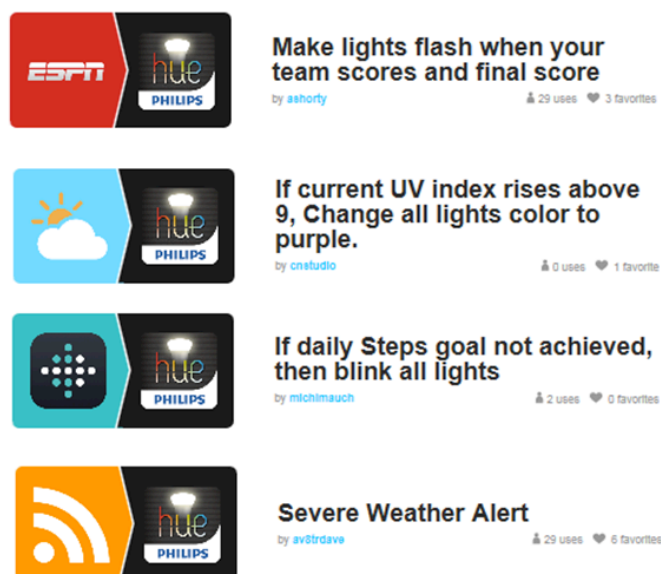 ESPN
hue
PHILIPS
Make lights flash when your
team scores and final score
by ashorty 29 uses 3 favorites
hue
PHILIPS
If current UV index rises above
9, Change all lights color to
purple.
by cnstudio 0 uses 1 favorite
hue
PHILIPS
If daily Steps goal not achieved,
then blink all lights
by michimauch 2 uses 0 favorites
hue
PHILIPS
Severe Weather Alert
by av8trdave 29 uses 6 favorites